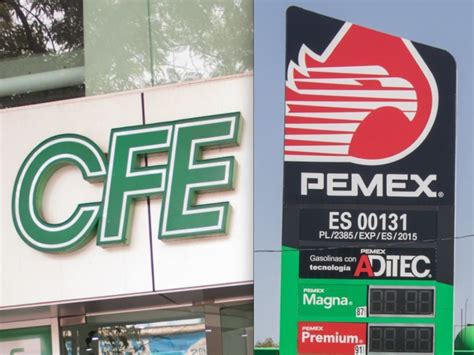 CFE
PEMEX®
ES 00131
PL/2385/EXP/ES/2015
PEMEX
Gasolinas con
tecnología ADiTEC®
PEMEX
Magna®
87
PEMEX
Premium®
91